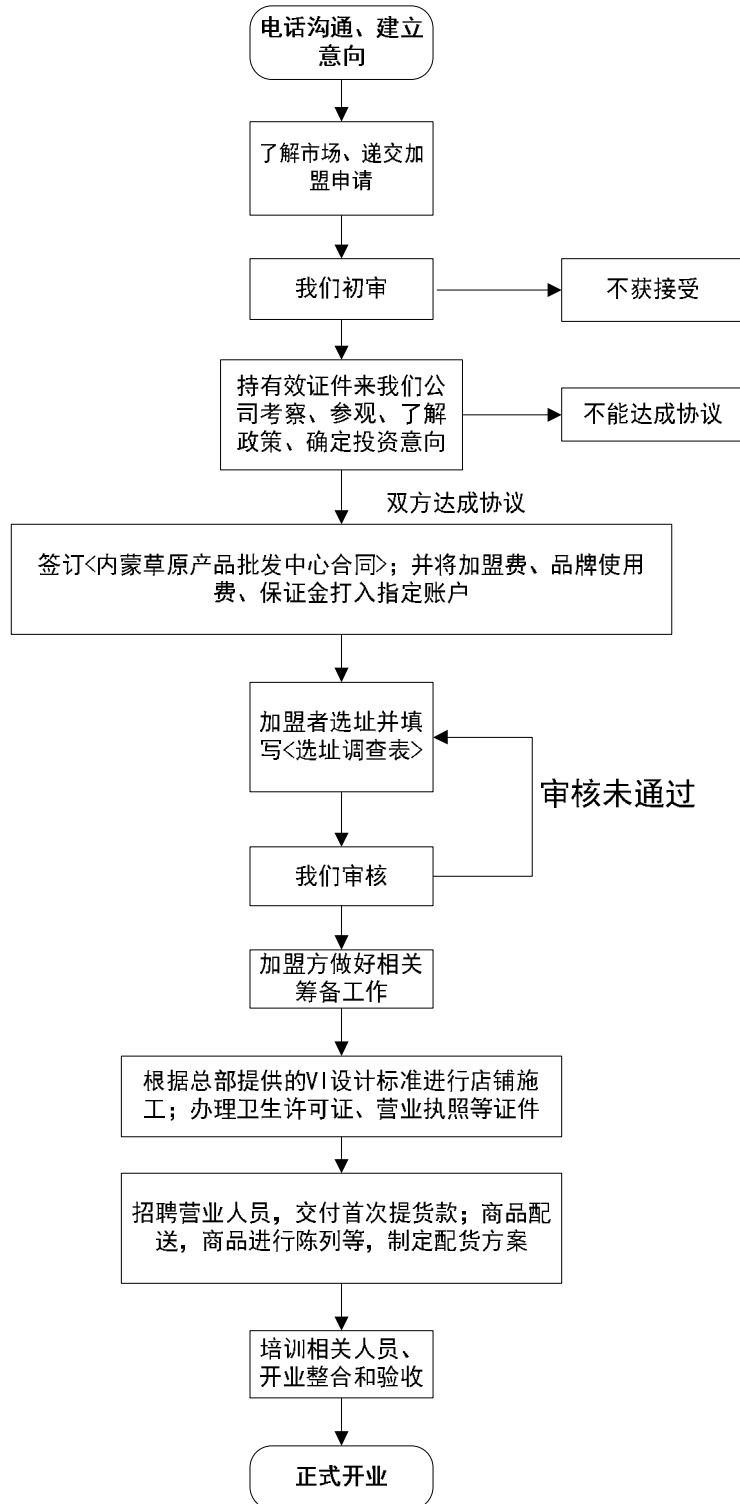 电话沟通、建立
意向
了解市场、递交加
盟申请
我们初审
不获接受
持有效证件来我们公
司考察、参观、了解
政策、确定投资意向
不能达成协议
双方达成协议
签订<内蒙草原产品批发中心合同>；并将加盟费、品牌使用
费、保证金打入指定账户
加盟者选址并填
写<选址调查表>
审核未通过
我们审核
加盟方做好相关
筹备工作
根据总部提供的VI设计标准进行店铺施
工；办理卫生许可证、营业执照等证件
招聘营业人员，交付首次提货款；商品配
送，商品进行陈列等，制定配货方案
培训相关人员、
开业整合和验收
正式开业